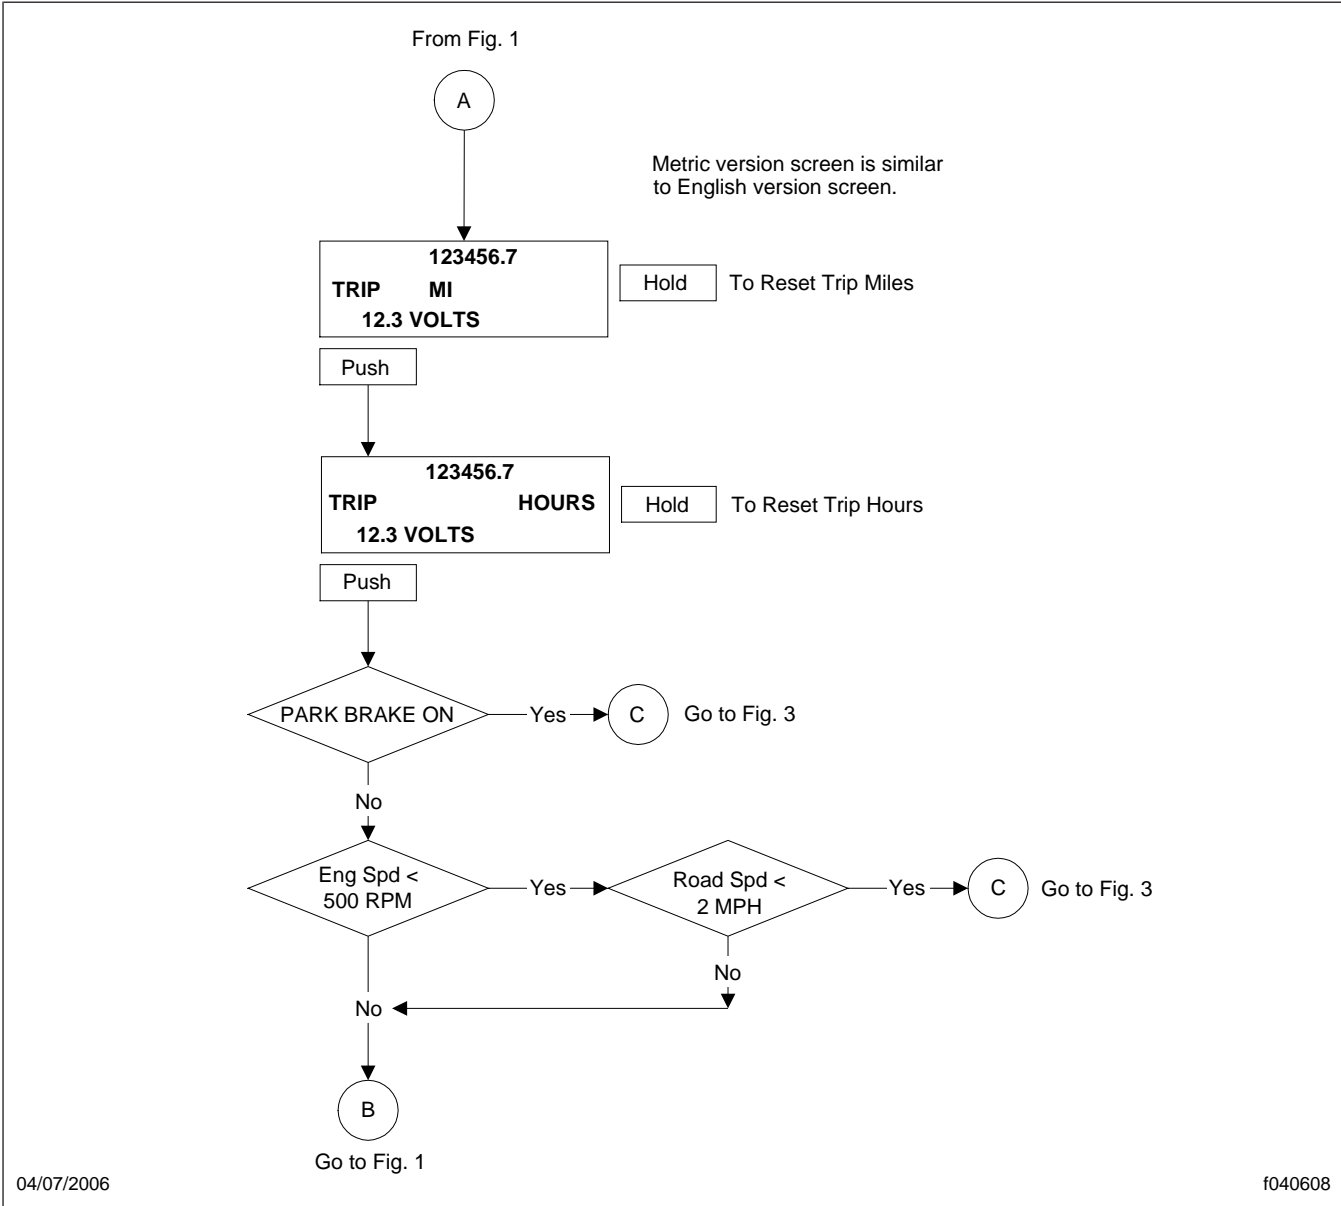 From Fig. 1
A
Metric version screen is similar
to English version screen.
123456.7
TRIP MI
12.3 VOLTS
Hold To Reset Trip Miles
Push
123456.7
TRIP HOURS
12.3 VOLTS
Hold To Reset Trip Hours
Push
PARK BRAKE ON
Yes
C
Go to Fig. 3
No
Eng Spd <
500 RPM
Yes
Road Spd <
2 MPH
Yes
C
Go to Fig. 3
No
No
B
Go to Fig. 1
04/07/2006
f040608